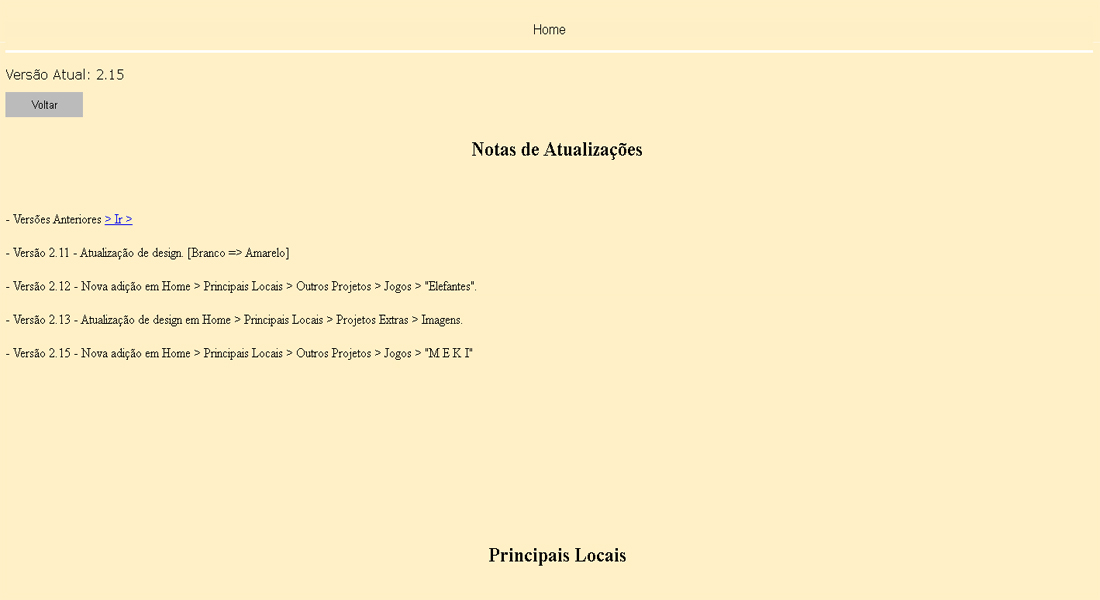 Home
Versão Atual: 2.15
Voltar
Notas de Atualizações
- Versões Anteriores > Ir >
- Versão 2.11 - Atualização de design. [Branco => Amarelo]
- Versão 2.12 - Nova adição em Home > Principais Locais > Outros Projetos > Jogos > "Elefantes".
- Versão 2.13 - Atualização de design em Home > Principais Locais > Projetos Extras > Imagens.
- Versão 2.15 - Nova adição em Home > Principais Locais > Outros Projetos > Jogos > "M E K I"
Principais Locais